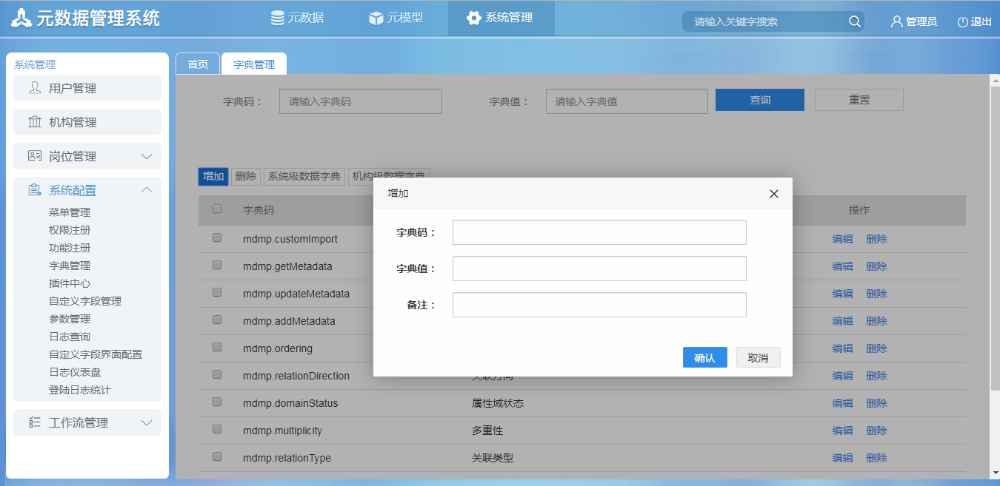 元数据管理系统
元数据
元模型
系统管理
请输入关键字搜索
管理员
退出
系统管理
用户管理
机构管理
岗位管理
系统配置
菜单管理
权限注册
功能注册
字典管理
插件中心
自定义字段管理
参数管理
日志查询
自定义字段界面配置
日志仪表盘
登陆日志统计
工作流管理
首页
字典管理
字典码：
请输入字典码
字典值：
请输入字典值
查询
重置
增加
删除
系统级数据字典
机构级数据字典
字典码
操作
mdmp.customImport
编辑 删除
mdmp.getMetadata
编辑 删除
mdmp.updateMetadata
编辑 删除
mdmp.addMetadata
编辑 删除
mdmp.ordering
编辑 删除
mdmp.relationDirection
关联方向
编辑 删除
mdmp.domainStatus
属性域状态
编辑 删除
mdmp.multiplicity
多重性
编辑 删除
mdmp.relationType
关联类型
编辑 删除
增加
字典码：
字典值：
备注：
确认
取消